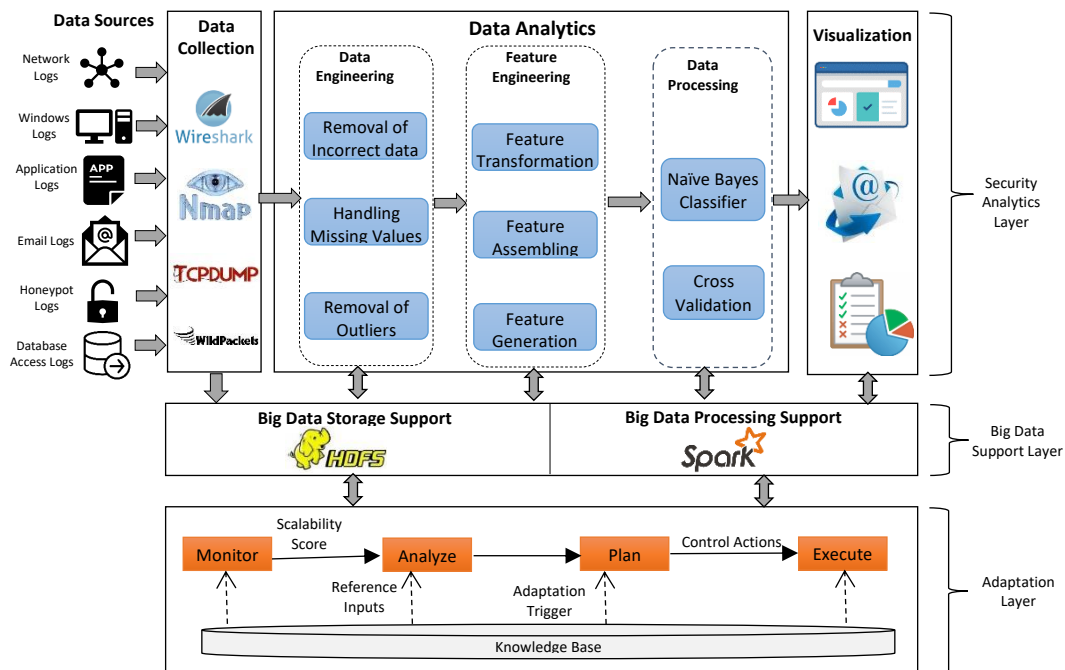 Data Sources
Network
Logs
Windows
Logs
Application
Logs
APP
Email Logs
@
Honeypot
Logs
Database
Access Logs
Data
Collection
Wireshark
Nmap
TCPDUMP
WildPackets
Data Analytics
Data
Engineering
Removal of
Incorrect data
Handling
Missing Values
Removal of
Outliers
Feature
Engineering
Feature
Transformation
Feature
Assembling
Feature
Generation
Data
Processing
Naïve Bayes
Classifier
Cross
Validation
Visualization
@
Security
Analytics
Layer
Big Data Storage Support
HDFS
Big Data Processing Support
Spark
Big Data
Support Layer
Monitor
Scalability
Score
Analyze
Plan
Control Actions
Execute
Reference
Inputs
Adaptation
Trigger
Knowledge Base
Adaptation
Layer